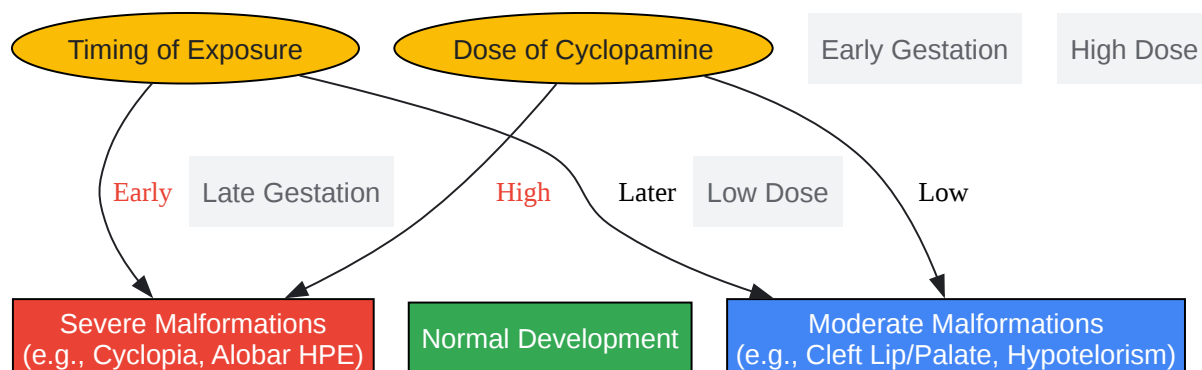 Timing of Exposure
Dose of Cyclopamine
Early Gestation
High Dose
Early
Late Gestation
High
Later
Low Dose
Low
Severe Malformations
(e.g., Cyclopia, Alobar HPE)
Normal Development
Moderate Malformations
(e.g., Cleft Lip/Palate, Hypotelorism)